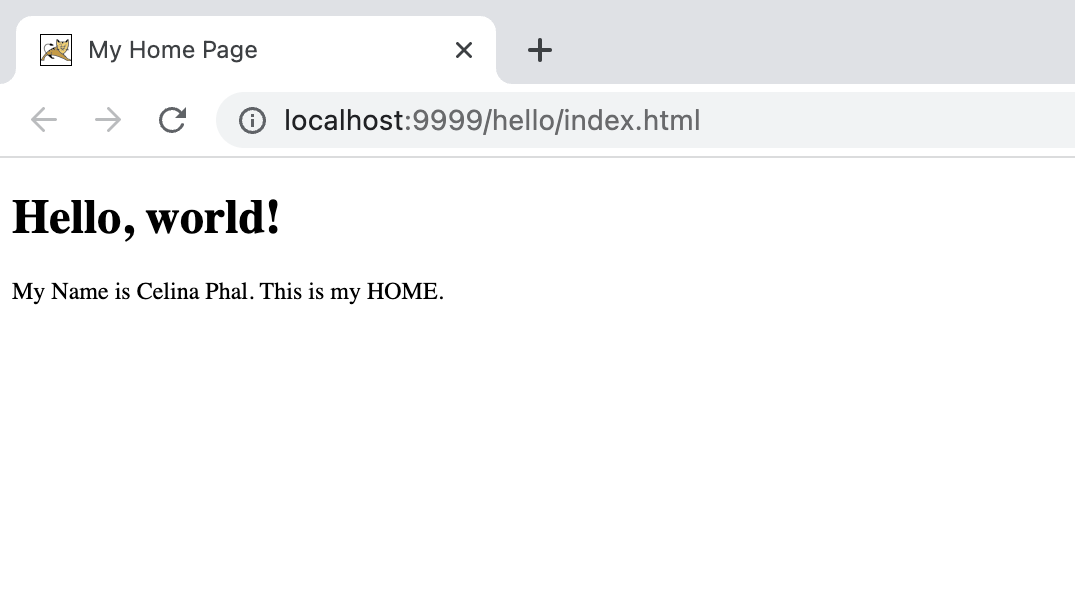 My Home Page
localhost:9999/hello/index.html
Hello, world!
My Name is Celina Phal. This is my HOME.